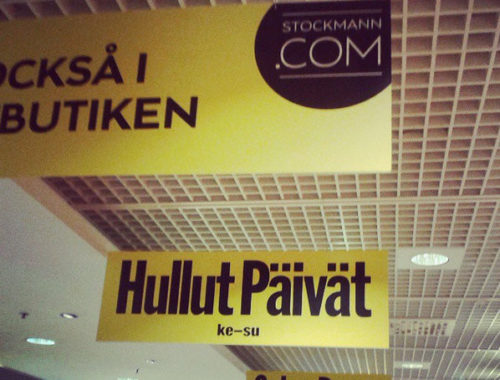 OCKSÅ I
BUTIKEN
STOCKMANN
.COM
Hullut Päivät
ke-su